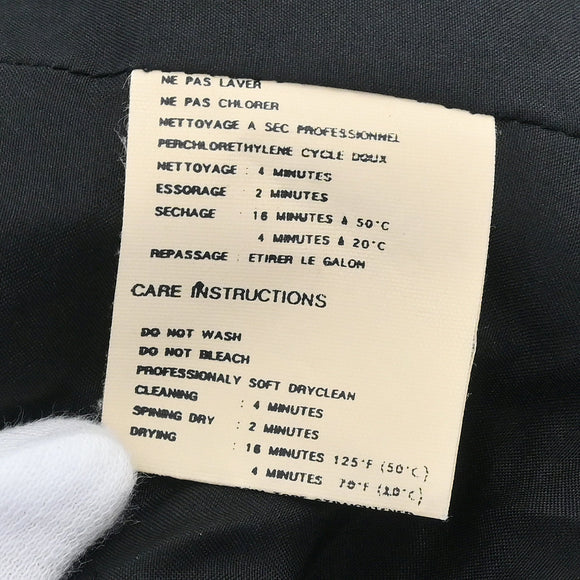 NE PAS LAVER
NE PAS CHLORER
NETTOYAGE A SEC PROFESSIONNEL
PERCHLORETHYLENE CYCLE DOUX
NETTOYAGE : 4 MINUTES
ESSORAGE : 2 MINUTES
SECHAGE : 16 MINUTES À 50°C
4 MINUTES À 20°C
REPASSAGE : ETIRER LE GALON
CARE INSTRUCTIONS
DO NOT WASH
DO NOT BLEACH
PROFESSIONALY SOFT DRYCLEAN
CLEANING : 4 MINUTES
SPINING DRY : 2 MINUTES
DRYING : 16 MINUTES 125°F (50°C)
4 MINUTES 70°F (20°C)